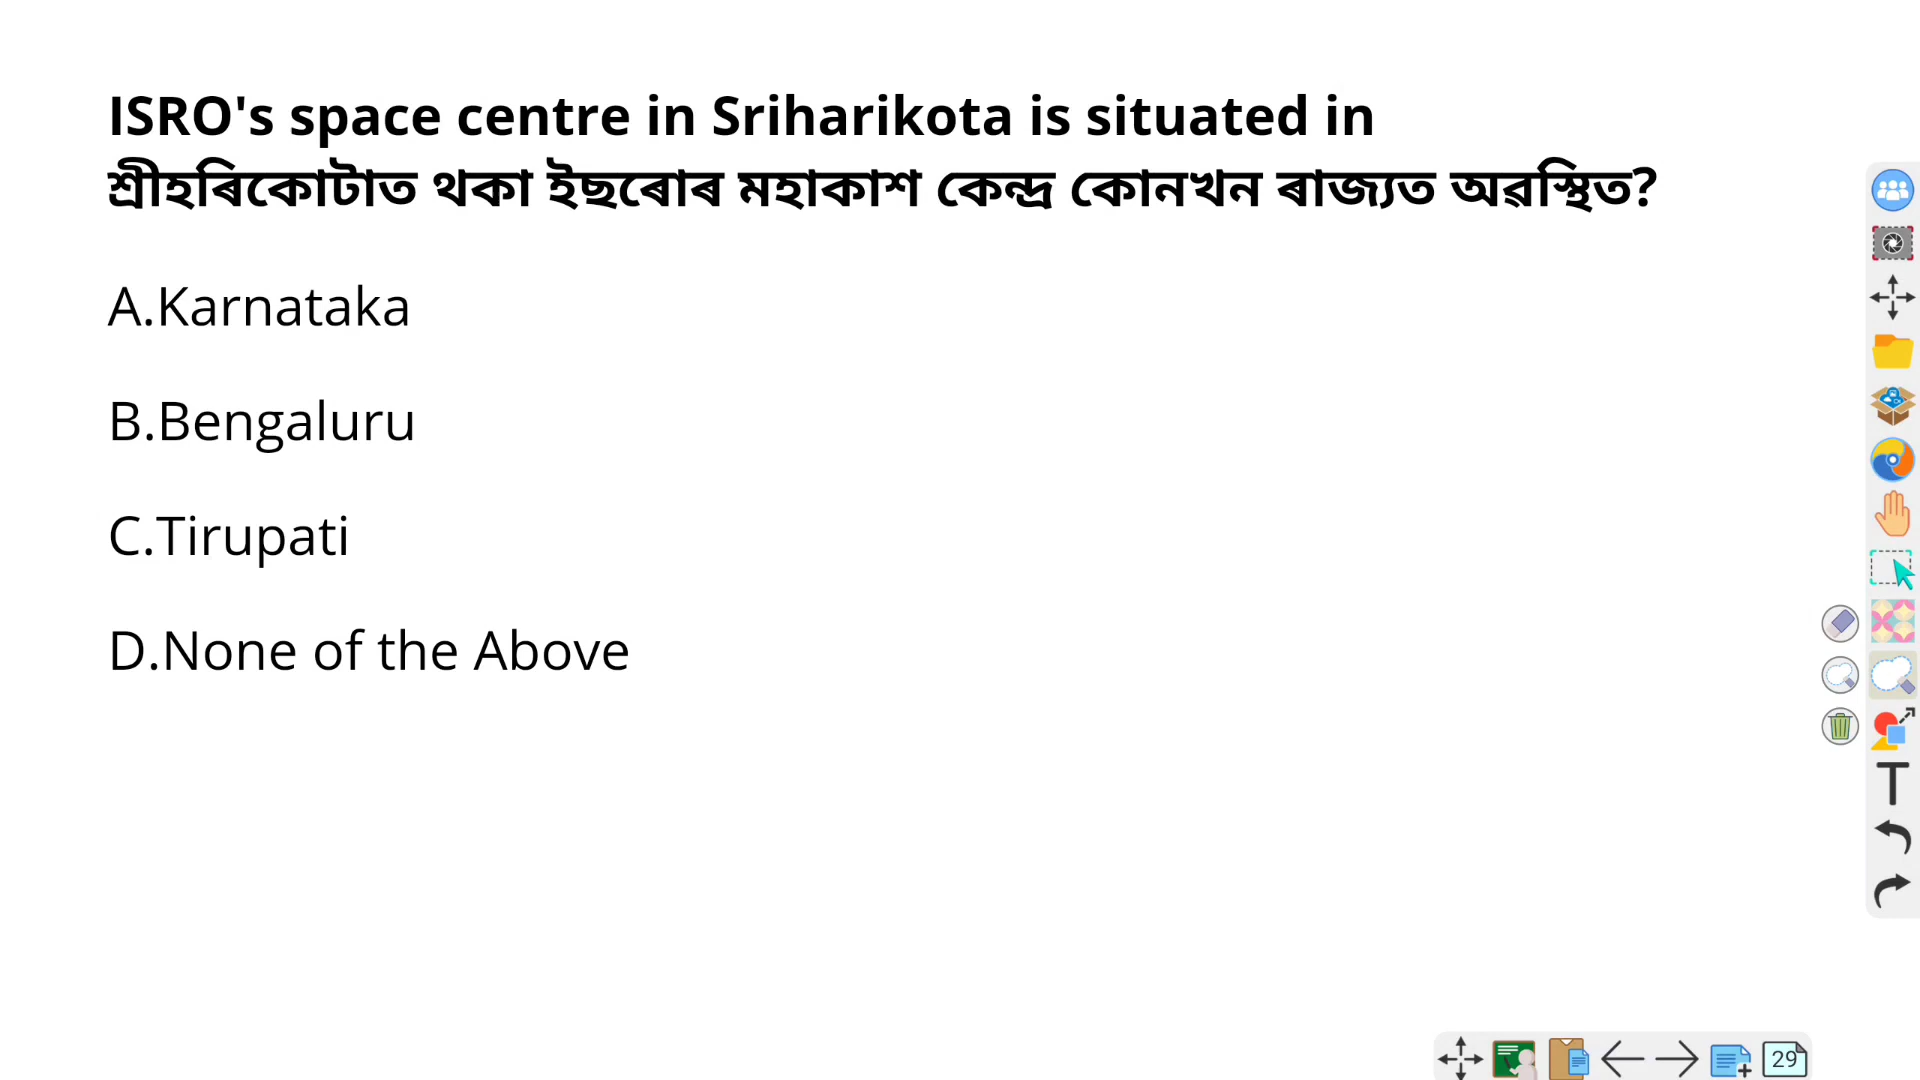 ISRO's space centre in Sriharikota is situated in
শ্ৰীহৰিকোটাত থকা ইছৰোৰ মহাকাশ কেন্দ্ৰ কোনখন ৰাজ্যত অৱস্থিত?
A.Karnataka
B.Bengaluru
C.Tirupati
D.None of the Above
T
29